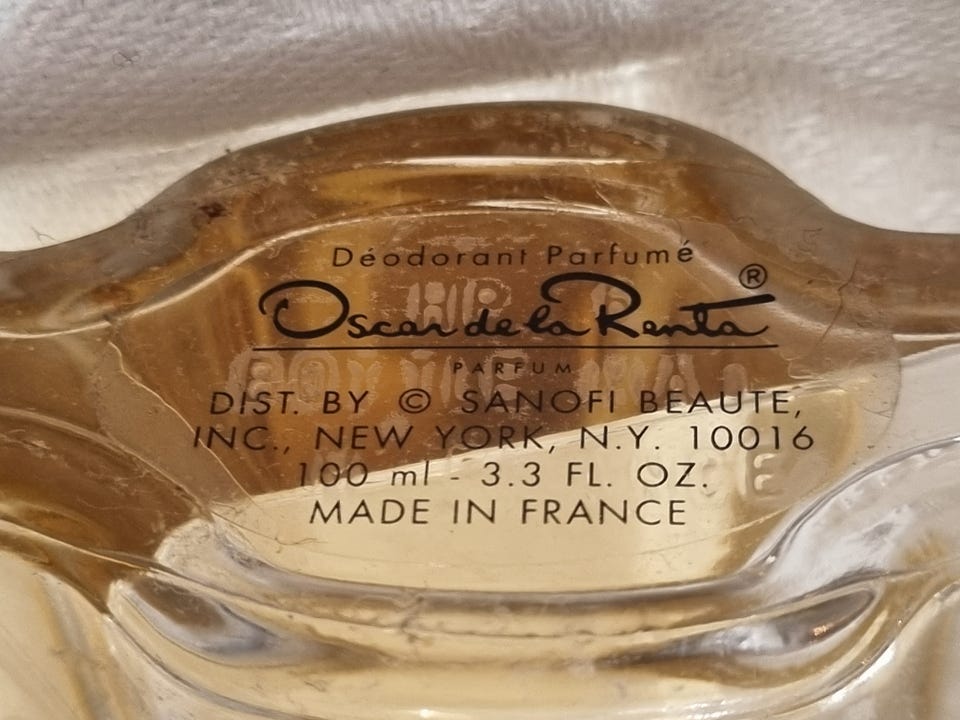 Déodorant Parfumé
Oscar de la Renta ®
PARFUM
DIST. BY © SANOFI BEAUTE,
INC., NEW YORK, N.Y. 10016
100 ml - 3.3 FL. OZ.
MADE IN FRANCE